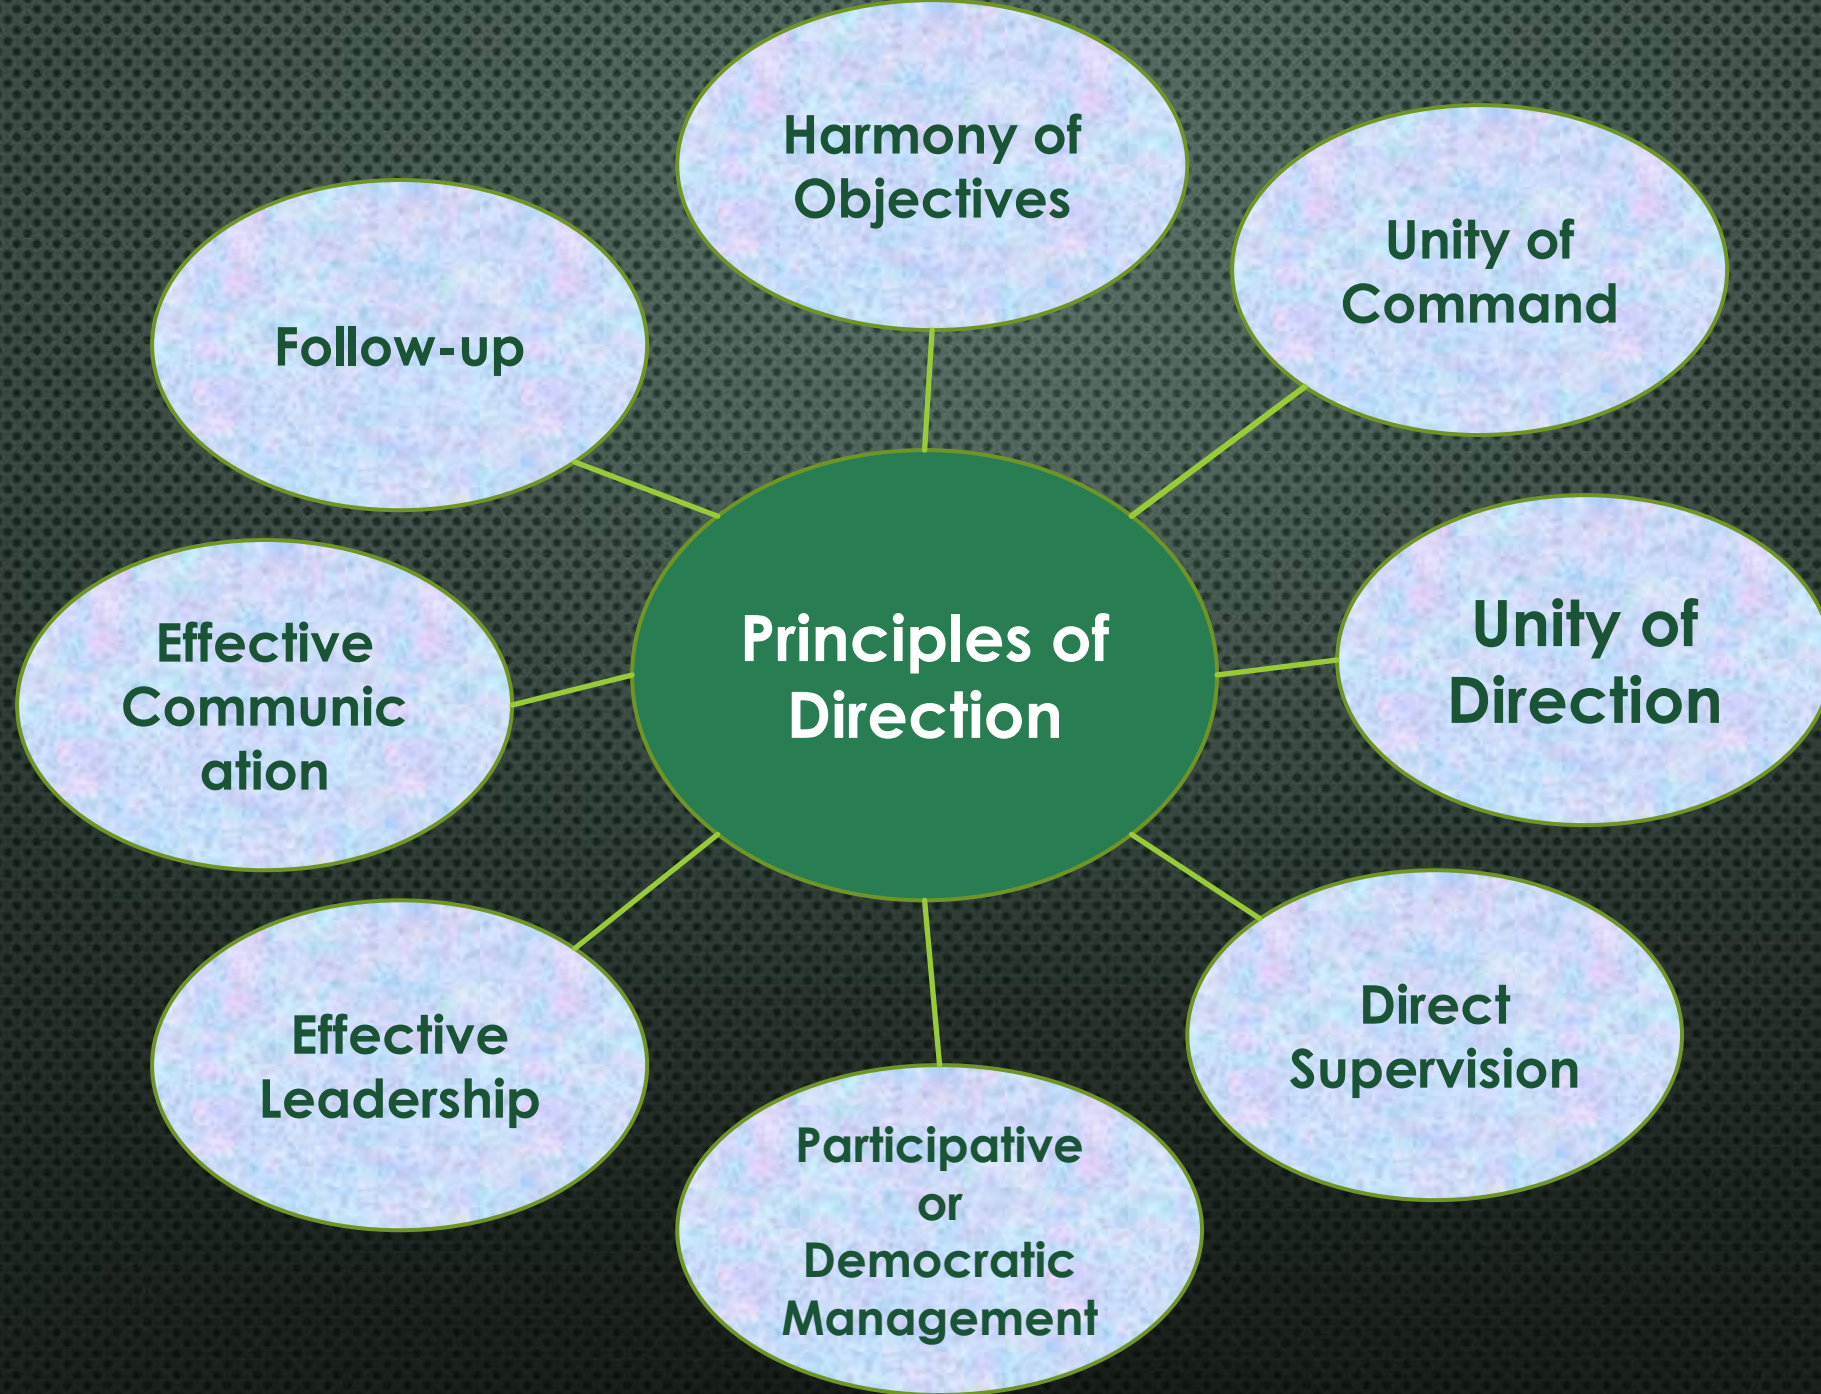 Harmony of
Objectives
Unity of
Command
Follow-up
Unity of
Direction
Principles of
Direction
Effective
Communic
ation
Direct
Supervision
Effective
Leadership
Participative
or
Democratic
Management